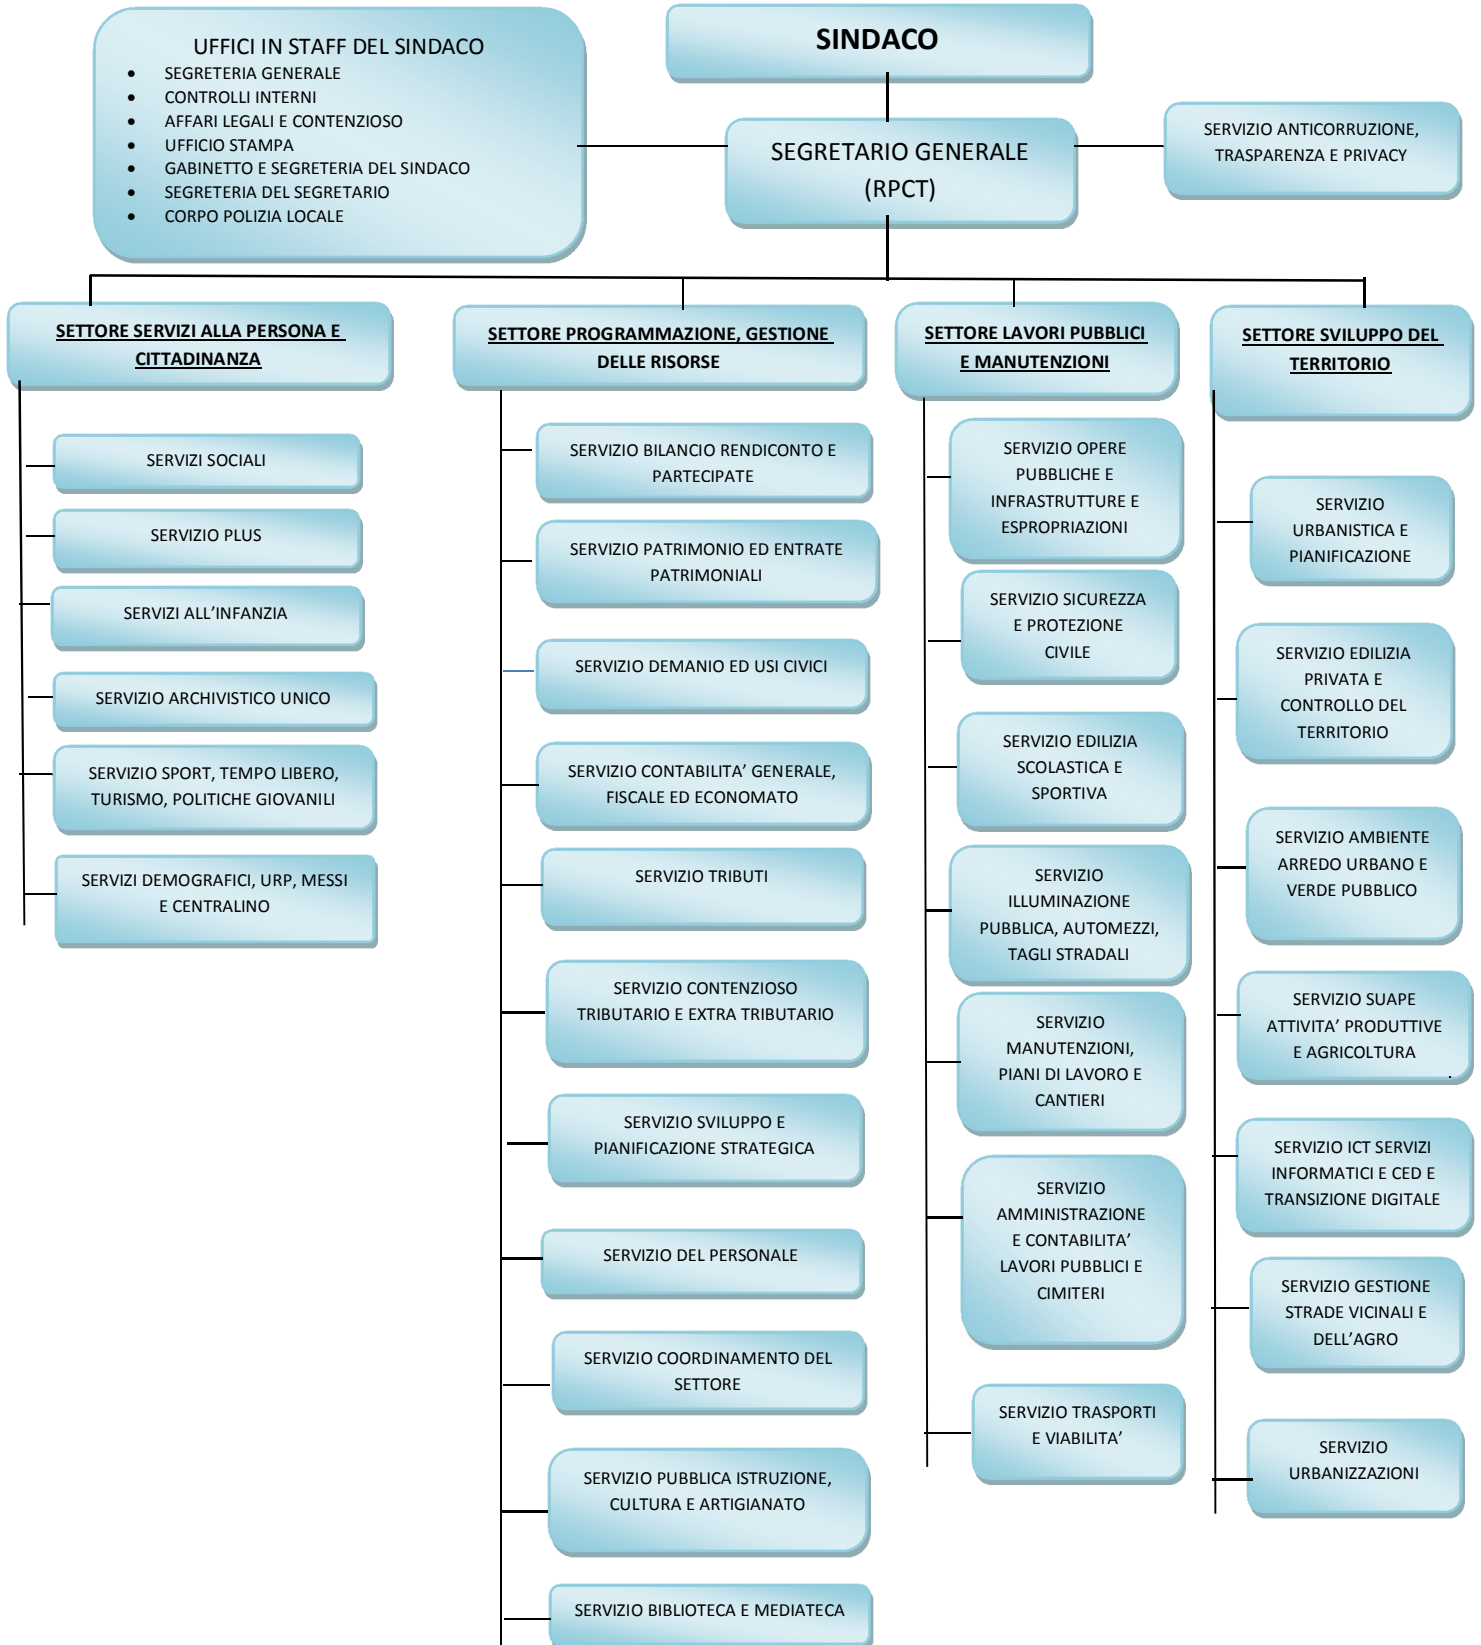 UFFICI IN STAFF DEL SINDACO
• SEGRETERIA GENERALE
• CONTROLLI INTERNI
• AFFARI LEGALI E CONTENZIOSO
• UFFICIO STAMPA
• GABINETTO E SEGRETERIA DEL SINDACO
• SEGRETERIA DEL SEGRETARIO
• CORPO POLIZIA LOCALE
SINDACO
SEGRETARIO GENERALE
(RPCT)
SERVIZIO ANTICORRUZIONE,
TRASPARENZA E PRIVACY
SETTORE SERVIZI ALLA PERSONA E
CITTADINANZA
SERVIZI SOCIALI
SERVIZIO PLUS
SERVIZI ALL’INFANZIA
SERVIZIO ARCHIVISTICO UNICO
SERVIZIO SPORT, TEMPO LIBERO,
TURISMO, POLITICHE GIOVANILI
SERVIZI DEMOGRAFICI, URP, MESSI
E CENTRALINO
SETTORE PROGRAMMAZIONE, GESTIONE
DELLE RISORSE
SERVIZIO BILANCIO RENDICONTO E
PARTECIPATE
SERVIZIO PATRIMONIO ED ENTRATE
PATRIMONIALI
SERVIZIO DEMANIO ED USI CIVICI
SERVIZIO CONTABILITA’ GENERALE,
FISCALE ED ECONOMATO
SERVIZIO TRIBUTI
SERVIZIO CONTENZIOSO
TRIBUTARIO E EXTRA TRIBUTARIO
SERVIZIO SVILUPPO E
PIANIFICAZIONE STRATEGICA
SERVIZIO DEL PERSONALE
SERVIZIO COORDINAMENTO DEL
SETTORE
SERVIZIO PUBBLICA ISTRUZIONE,
CULTURA E ARTIGIANATO
SERVIZIO BIBLIOTECA E MEDIATECA
SETTORE LAVORI PUBBLICI
E MANUTENZIONI
SERVIZIO OPERE
PUBBLICHE E
INFRASTRUTTURE E
ESPROPRIAZIONI
SERVIZIO SICUREZZA
E PROTEZIONE
CIVILE
SERVIZIO EDILIZIA
SCOLASTICA E
SPORTIVA
SERVIZIO
ILLUMINAZIONE
PUBBLICA, AUTOMEZZI,
TAGLI STRADALI
SERVIZIO
MANUTENZIONI,
PIANI DI LAVORO E
CANTIERI
SERVIZIO
AMMINISTRAZIONE
E CONTABILITA’
LAVORI PUBBLICI E
CIMITERI
SERVIZIO TRASPORTI
E VIABILITA’
SETTORE SVILUPPO DEL
TERRITORIO
SERVIZIO
URBANISTICA E
PIANIFICAZIONE
SERVIZIO EDILIZIA
PRIVATA E
CONTROLLO DEL
TERRITORIO
SERVIZIO AMBIENTE
ARREDO URBANO E
VERDE PUBBLICO
SERVIZIO SUAPE
ATTIVITA’ PRODUTTIVE
E AGRICOLTURA
.
SERVIZIO ICT SERVIZI
INFORMATICI E CED E
TRANSIZIONE DIGITALE
SERVIZIO GESTIONE
STRADE VICINALI E
DELL’AGRO
SERVIZIO
URBANIZZAZIONI